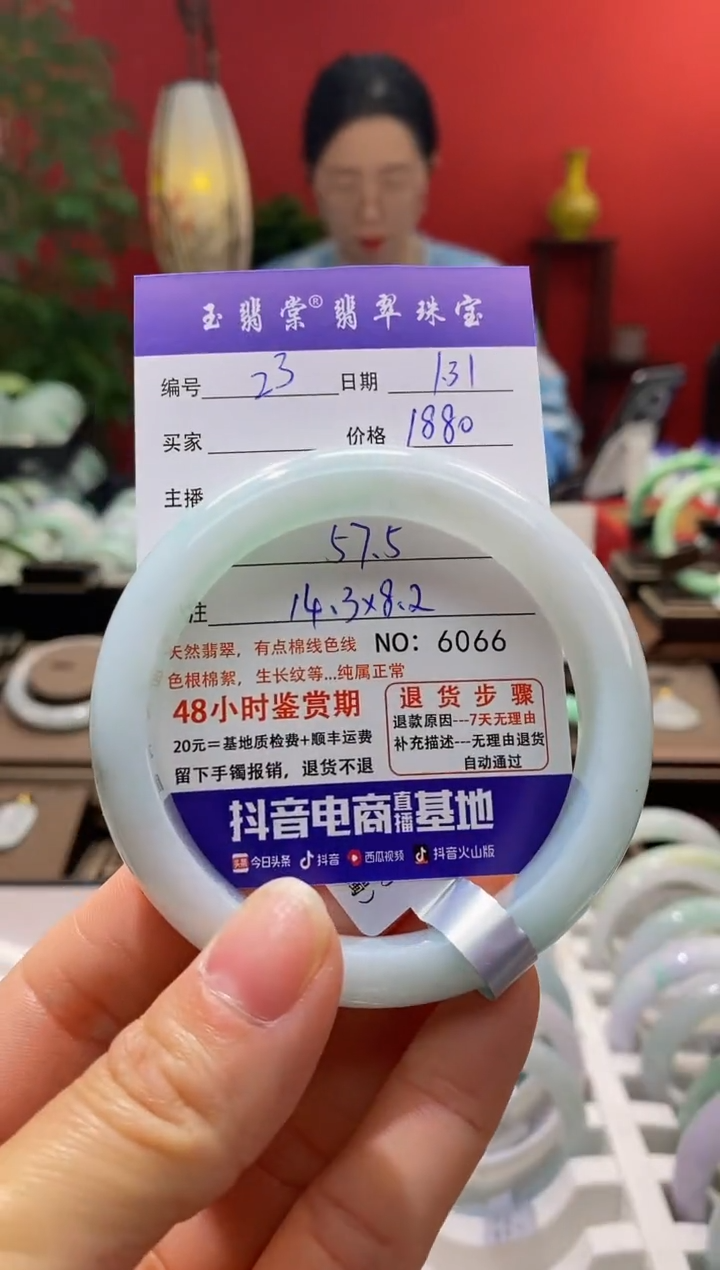 玉翡棠®翡翠珠宝
编号 23 日期 1.31
买家 价格 1880
主播
57.5
注 14.3x8.2
天然翡翠，有点棉线色线 NO：6066
色根棉絮，生长纹等...纯属正常
48小时鉴赏期
20元=基地质检费+顺丰运费
留下手镯报销，退货不退
退货步骤
退款原因---7天无理由
补充描述---无理由退货
自动通过
抖音电商直播基地
头条 今日头条 抖音 西瓜视频 抖音火山版